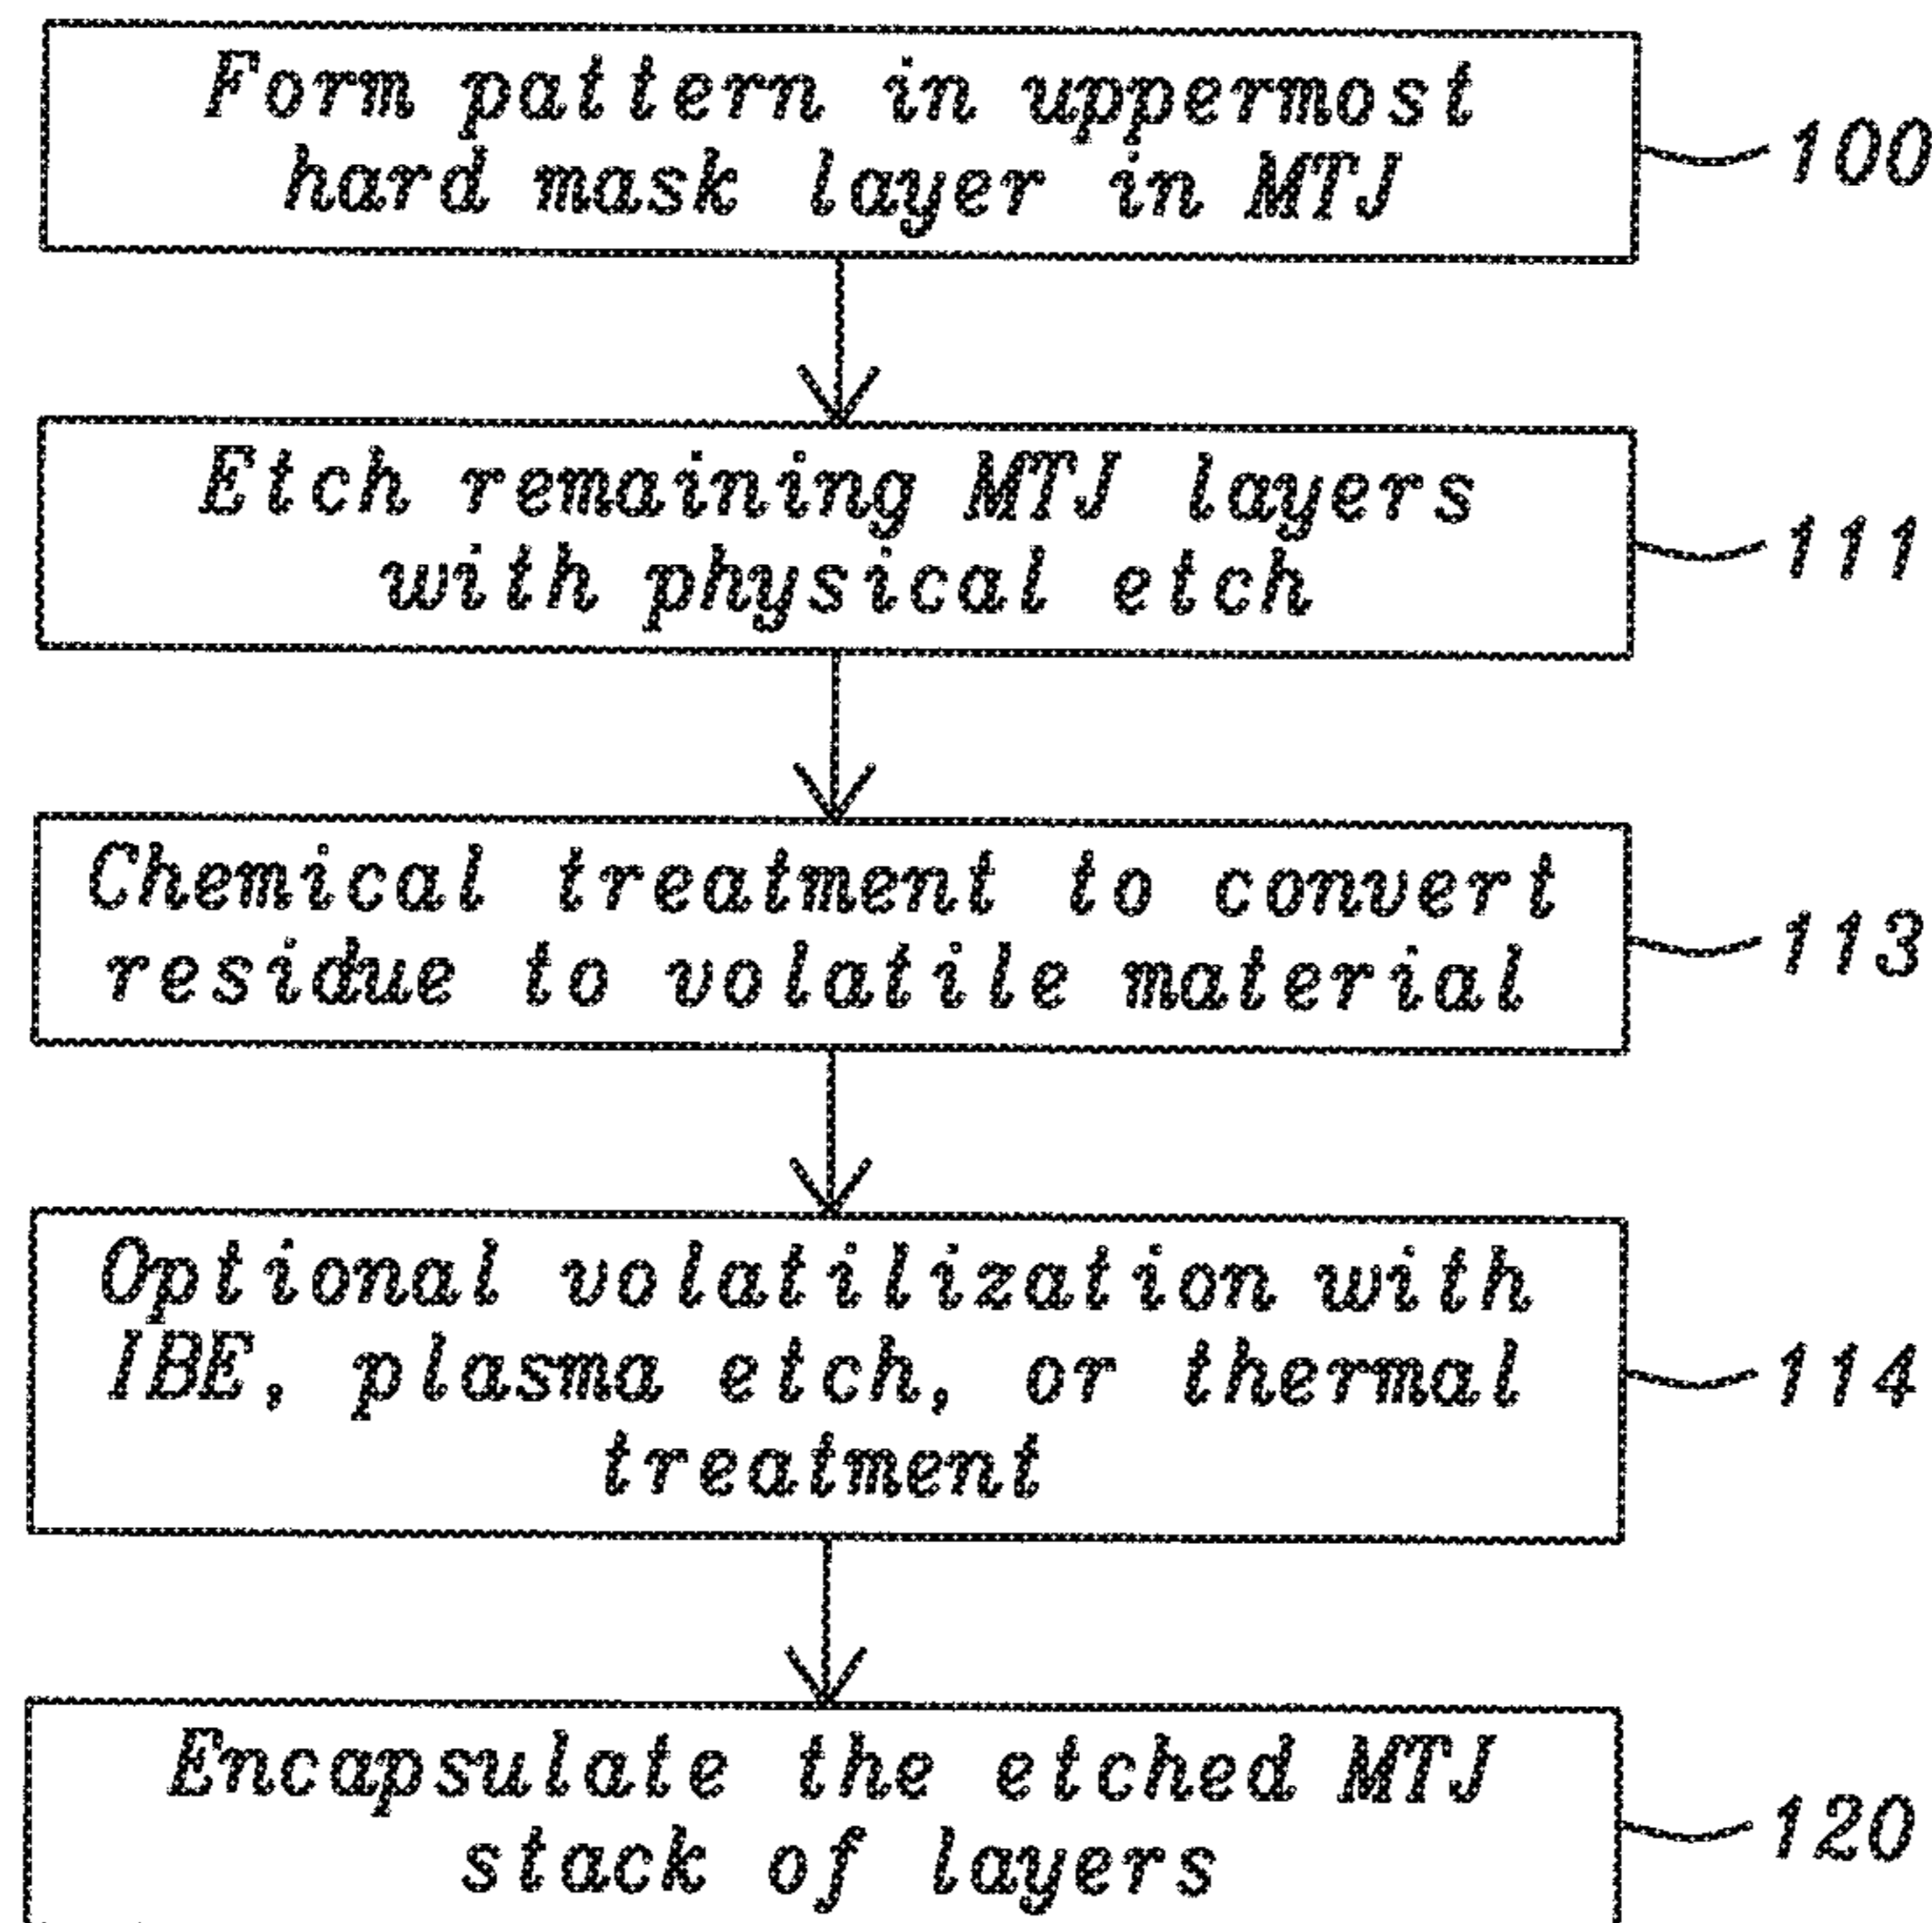 Form pattern in uppermost
hard mask layer in MTJ
100
Etch remaining MTJ layers
with physical etch
111
Chemical treatment to convert
residue to volatile material
113
Optional volatilization with
IBE, plasma etch, or thermal
treatment
114
Encapsulate the etched MTJ
stack of layers
120